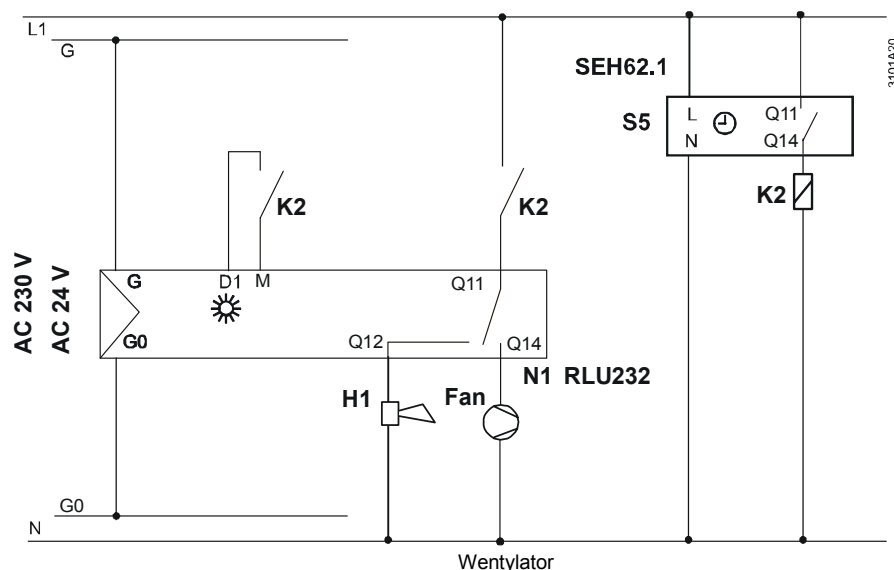 L1
G
SEH62.1
S5
L
N
Q11
Q14
3101A20
K2
K2
K2
AC 230 V
AC 24 V
G
D1
M
Q11
G0
Q12
Q14
N1 RLU232
H1
Fan
G0
N
Wentylator